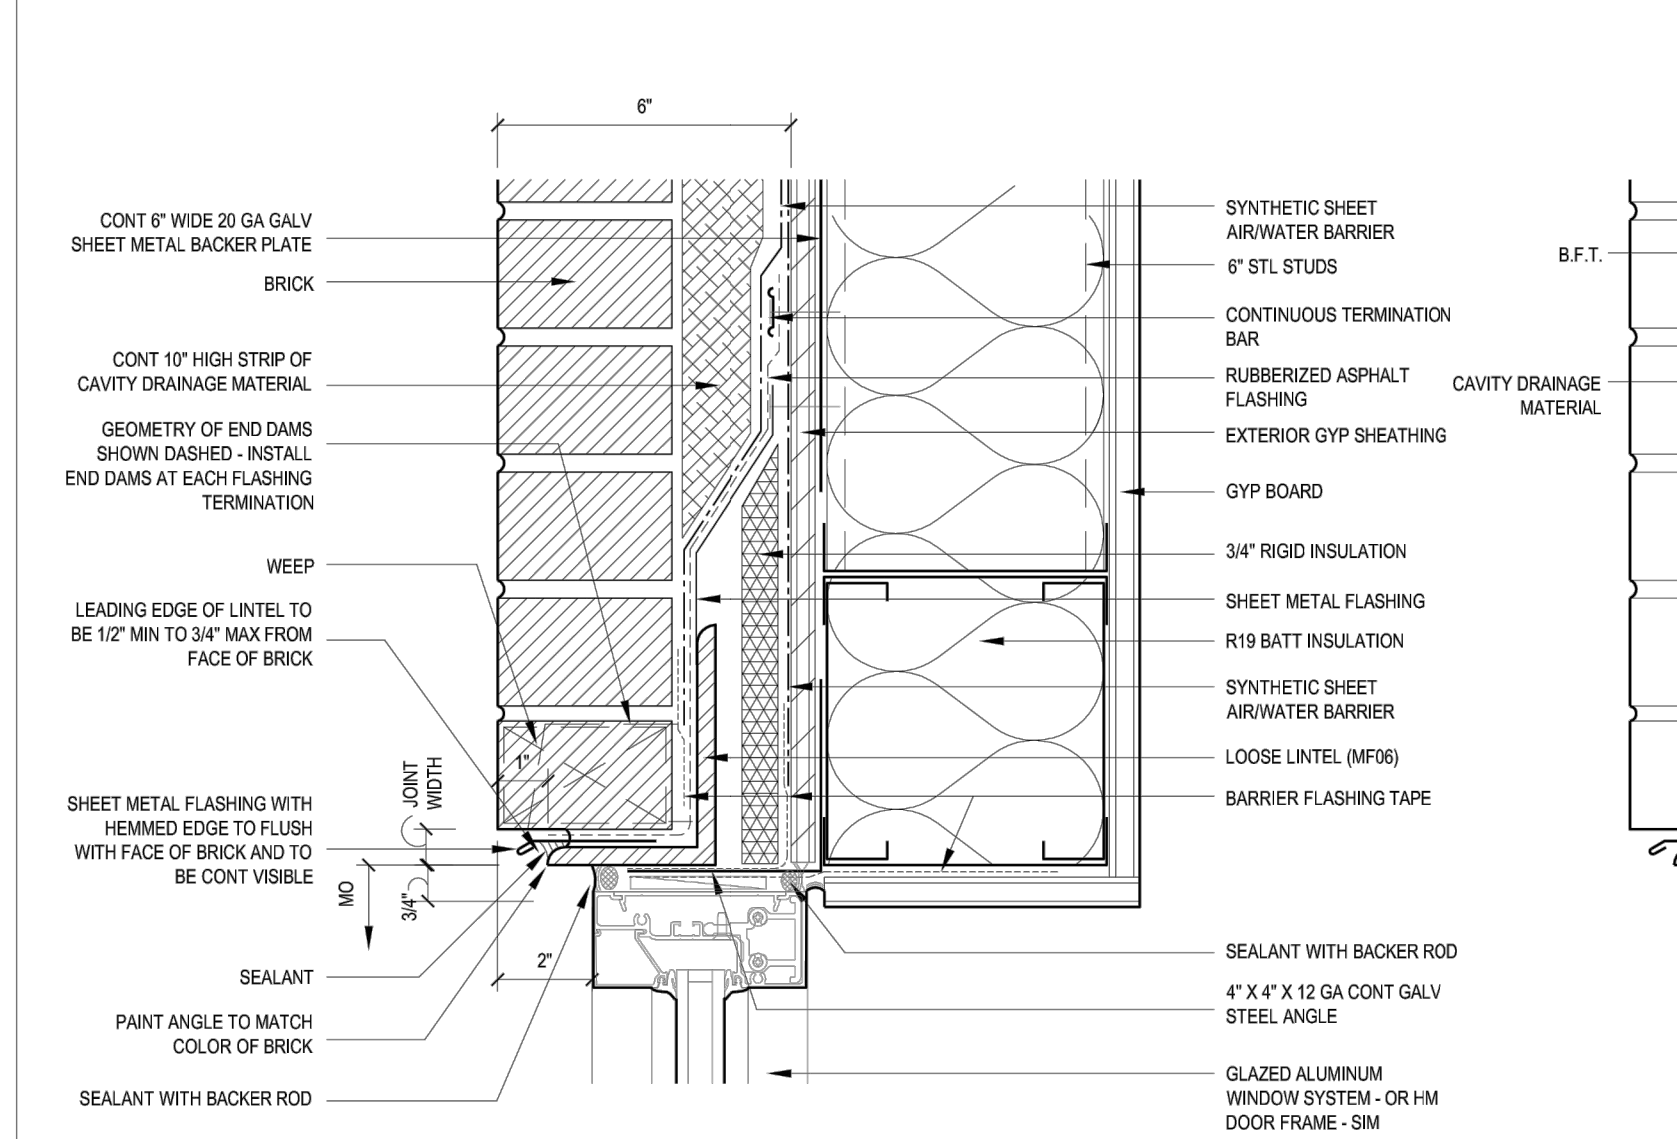 6"
CONT 6" WIDE 20 GA GALV
SHEET METAL BACKER PLATE
BRICK
CONT 10" HIGH STRIP OF
CAVITY DRAINAGE MATERIAL
GEOMETRY OF END DAMS
SHOWN DASHED - INSTALL
END DAMS AT EACH FLASHING
TERMINATION
WEEP
LEADING EDGE OF LINTEL TO
BE 1/2" MIN TO 3/4" MAX FROM
FACE OF BRICK
SHEET METAL FLASHING WITH
HEMMED EDGE TO FLUSH
WITH FACE OF BRICK AND TO
BE CONT VISIBLE
SEALANT
PAINT ANGLE TO MATCH
COLOR OF BRICK
SEALANT WITH BACKER ROD
1"
JOINT
WIDTH
MO
3/4"
2"
SYNTHETIC SHEET
AIR/WATER BARRIER
6" STL STUDS
CONTINUOUS TERMINATION
BAR
RUBBERIZED ASPHALT
FLASHING
EXTERIOR GYP SHEATHING
GYP BOARD
3/4" RIGID INSULATION
SHEET METAL FLASHING
R19 BATT INSULATION
SYNTHETIC SHEET
AIR/WATER BARRIER
LOOSE LINTEL (MF06)
BARRIER FLASHING TAPE
SEALANT WITH BACKER ROD
4" X 4" X 12 GA CONT GALV
STEEL ANGLE
GLAZED ALUMINUM
WINDOW SYSTEM - OR HM
DOOR FRAME - SIM
B.F.T.
CAVITY DRAINAGE
MATERIAL